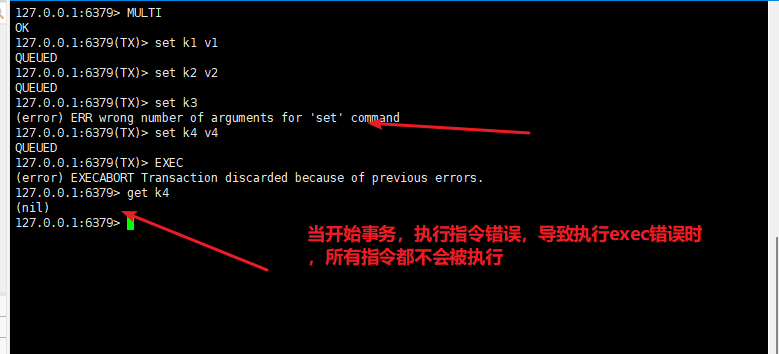 127.0.0.1:6379> MULTI
OK
127.0.0.1:6379(TX)> set k1 v1
QUEUED
127.0.0.1:6379(TX)> set k2 v2
QUEUED
127.0.0.1:6379(TX)> set k3
(error) ERR wrong number of arguments for 'set' command
127.0.0.1:6379(TX)> set k4 v4
QUEUED
127.0.0.1:6379(TX)> EXEC
(error) EXECABORT Transaction discarded because of previous errors.
127.0.0.1:6379> get k4
(nil)
127.0.0.1:6379>
当开始事务，执行指令错误，导致执行exec错误时
，所有指令都不会被执行